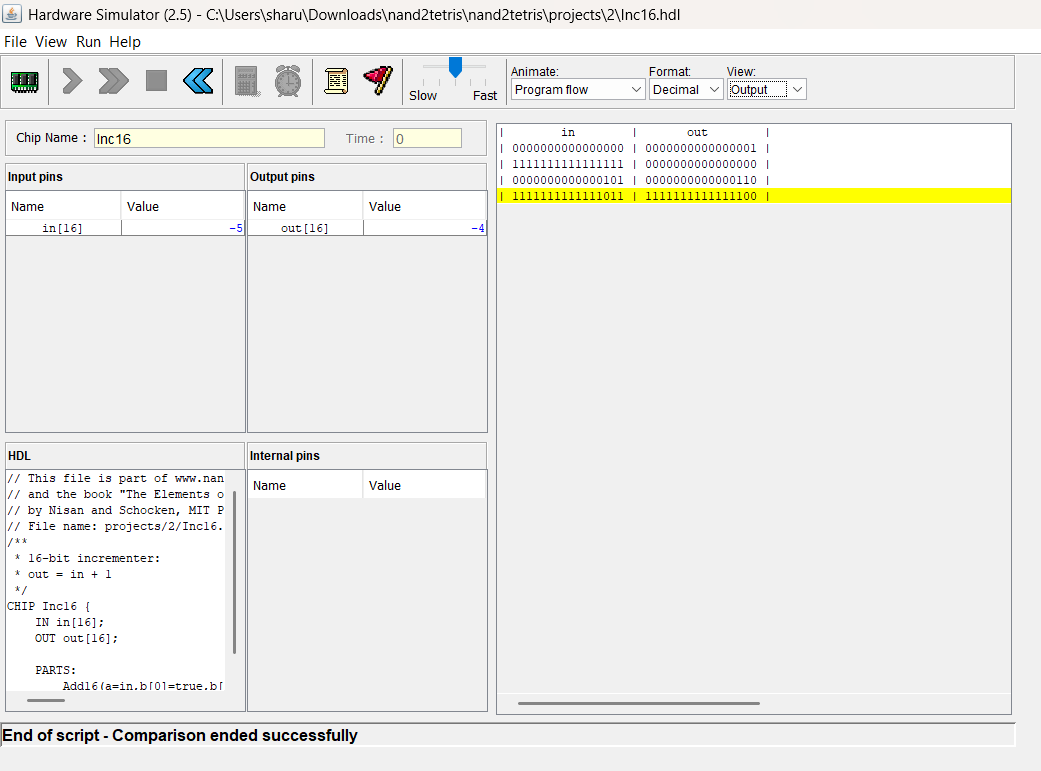 Hardware Simulator (2.5) - C:\Users\sharu\Downloads\nand2tetris\nand2tetris\projects\2\Inc16.hdl
File View Run Help
Slow Fast
Animate: Format: View:
Program flow Decimal Output
Chip Name : Inc16 Time : 0
Input pins
Name Value
in[16] -5
Output pins
Name Value
out[16] -4
HDL
// This file is part of www.nan
// and the book "The Elements o
// by Nisan and Schocken, MIT P
// File name: projects/2/Inc16.
/**
* 16-bit incrementer:
* out = in + 1
*/
CHIP Inc16 {
IN in[16];
OUT out[16];
PARTS:
Add16(a=in,b[0]=true,b[
Internal pins
Name Value
| in | out |
| 0000000000000000 | 0000000000000001 |
| 1111111111111111 | 0000000000000000 |
| 0000000000000101 | 0000000000000110 |
| 1111111111111011 | 1111111111111100 |
End of script - Comparison ended successfully